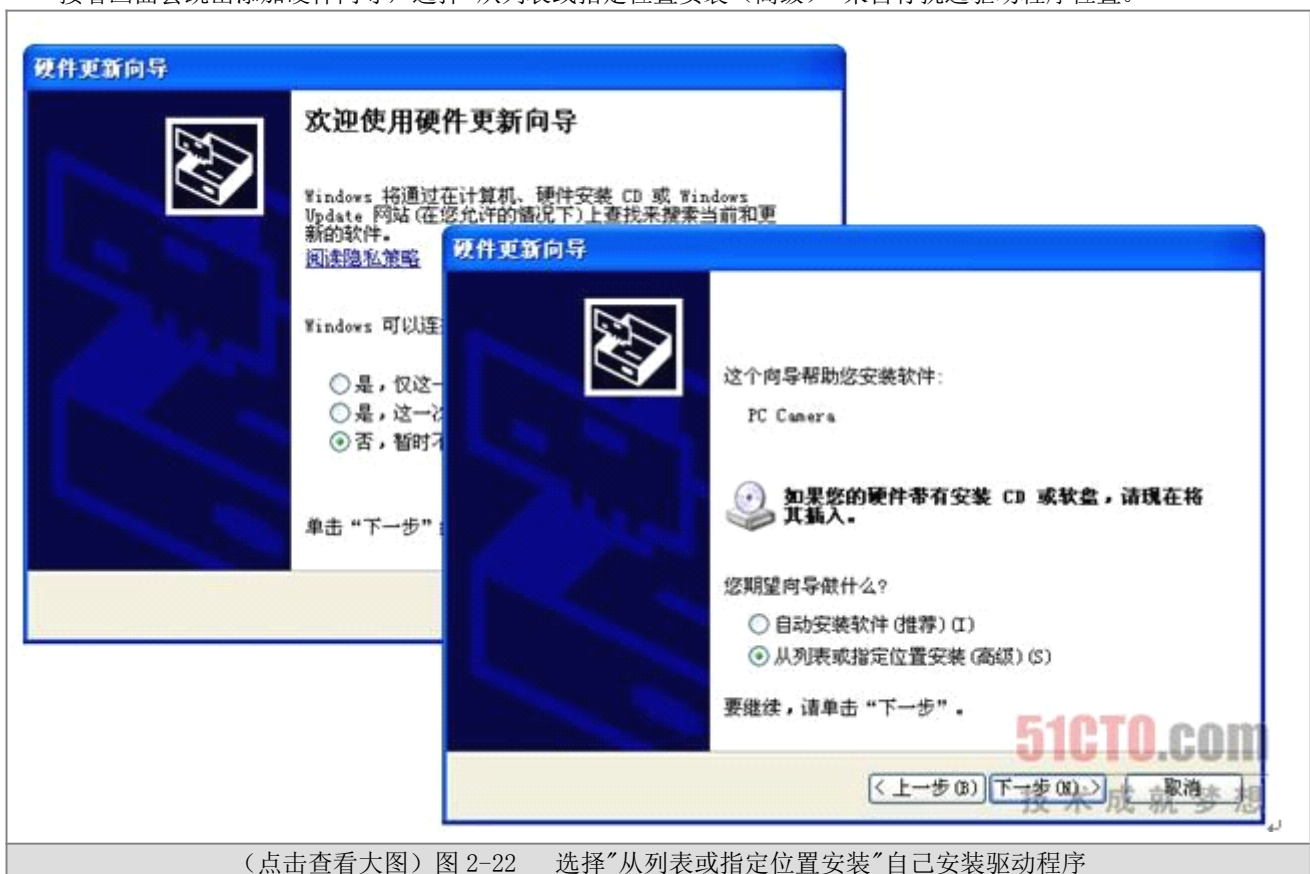 硬件更新向导
欢迎使用硬件更新向导
Windows 将通过在计算机、硬件安装 CD 或 Windows
Update 网站(在您允许的情况下)上查找来搜索当前和更
新的软件。
阅读隐私策略
Windows 可以连
是，仅这一
是，这一次
否，暂时不
单击“下一步”
硬件更新向导
这个向导帮助您安装软件:
PC Camera
如果您的硬件带有安装 CD 或软盘，请现在将
其插入。
您期望向导做什么?
自动安装软件(推荐)(I)
从列表或指定位置安装(高级)(S)
要继续，请单击“下一步”。
51CTO.com
技术成就梦想
<上一步(B) 下一步(N)> 取消
（点击查看大图）图 2-22 选择"从列表或指定位置安装"自己安装驱动程序